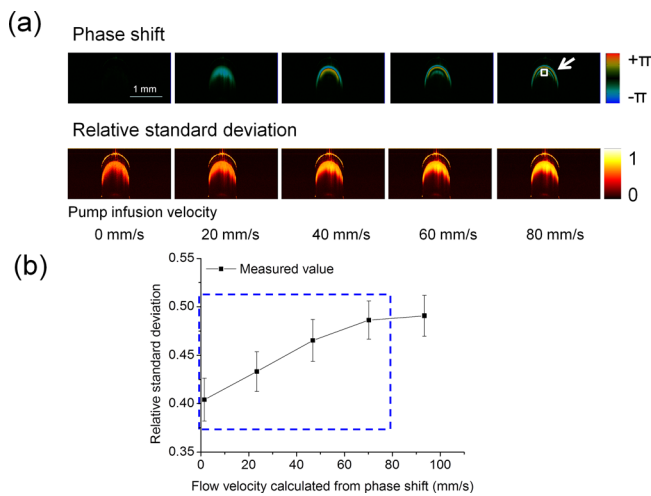 (a)
Phase shift
1 mm
+π
-π
Relative standard deviation
1
0
Pump infusion velocity
0 mm/s 20 mm/s 40 mm/s 60 mm/s 80 mm/s
(b)
Measured value
Relative standard deviation
0.55
0.50
0.45
0.40
0.35
0 20 40 60 80 100
Flow velocity calculated from phase shift (mm/s)